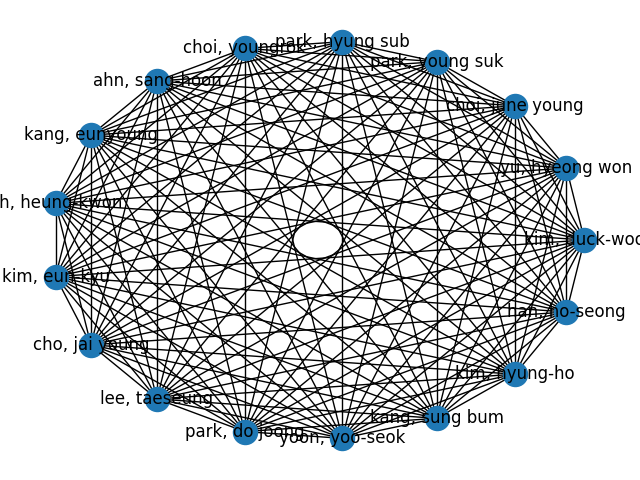 park, hyung sub
choi, youngrok
park, young suk
ahn, sang-hoon
choi, june young
kang, eunyoung
yu, hyeong won
h, heung-kwon
kim, duck-woo
kim, eun kyu
han, ho-seong
cho, jai young
kim, hyung-ho
lee, taeseung
kang, sung bum
park, do joong
yoon, yoo-seok